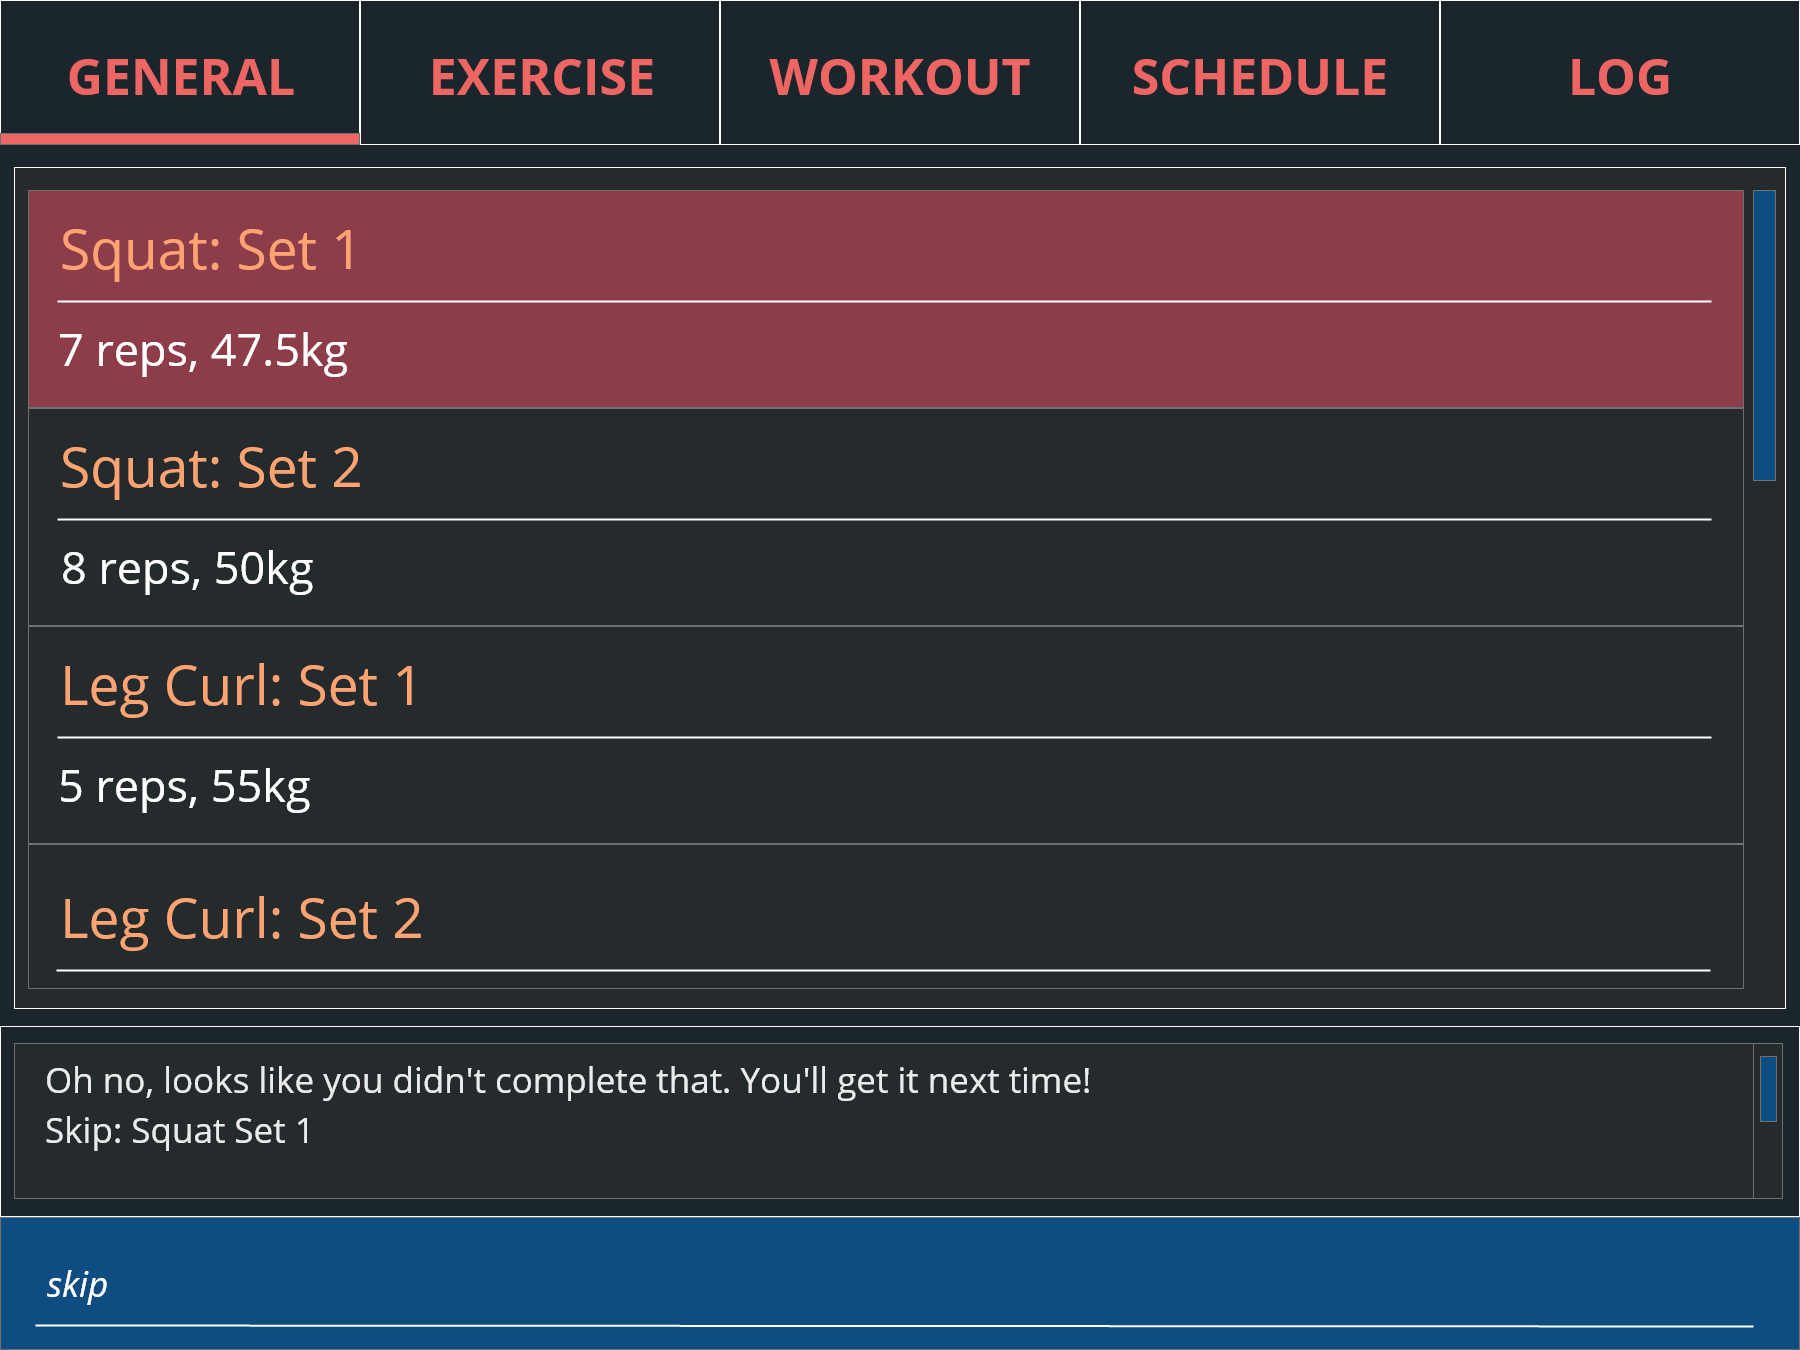 GENERAL EXERCISE WORKOUT SCHEDULE LOG
Squat: Set 1
7 reps, 47.5kg
Squat: Set 2
8 reps, 50kg
Leg Curl: Set 1
5 reps, 55kg
Leg Curl: Set 2
Oh no, looks like you didn't complete that. You'll get it next time!
Skip: Squat Set 1
skip